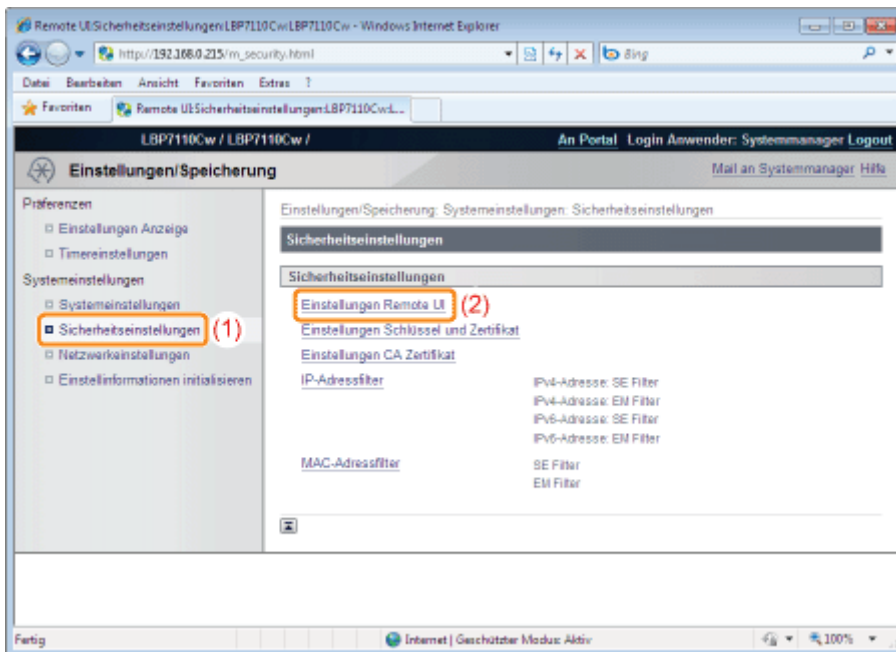 Remote UI:Sicherheitseinstellungen:LBP7110Cw:LBP7110Cw - Windows Internet Explorer
http://192.168.0.215/m_security.html
Bing
Datei Bearbeiten Ansicht Favoriten Extras ?
Favoriten Remote UI:Sicherheitseinstellungen:LBP7110Cw:L...
LBP7110Cw / LBP7110Cw / An Portal Login Anwender: Systemmanager Logout
Einstellungen/Speicherung Mail an Systemmanager Hilfe
Präferenzen
Einstellungen Anzeige
Timereinstellungen
Systemeinstellungen
Systemeinstellungen
Sicherheitseinstellungen (1)
Netzwerkeinstellungen
Einstellinformationen initialisieren
Einstellungen/Speicherung: Systemeinstellungen: Sicherheitseinstellungen
Sicherheitseinstellungen
Sicherheitseinstellungen
Einstellungen Remote UI (2)
Einstellungen Schlüssel und Zertifikat
Einstellungen CA Zertifikat
IP-Adressfilter IPv4-Adresse: SE Filter
IPv4-Adresse: EM Filter
IPv6-Adresse: SE Filter
IPv6-Adresse: EM Filter
MAC-Adressfilter SE Filter
EM Filter
Fertig Internet | Geschützter Modus: Aktiv 100%